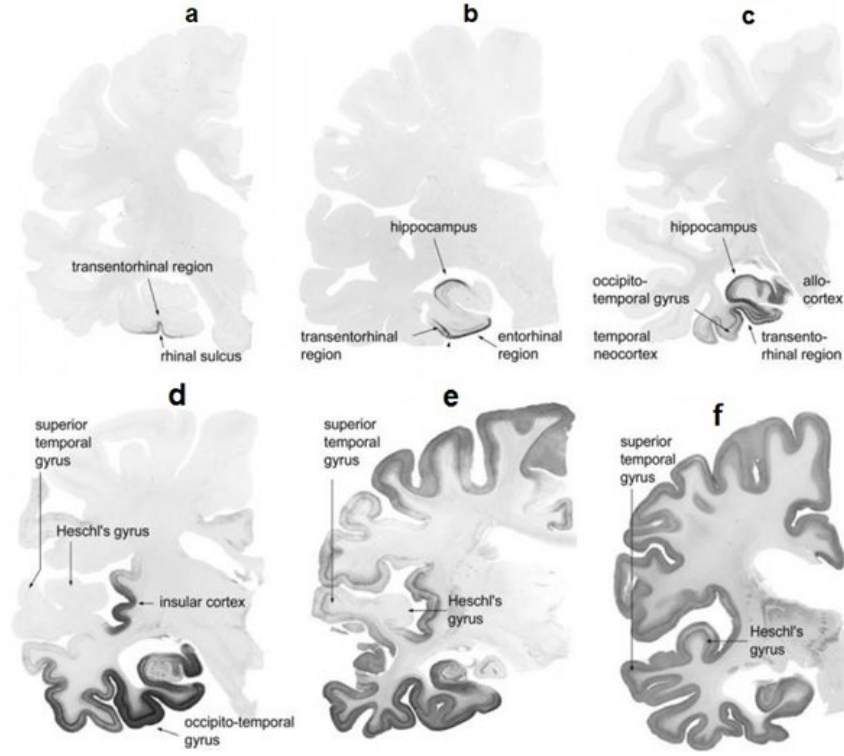 a
b
c
transentorhinal region
rhinal sulcus
hippocampus
transentorhinal
region
entorhinal
region
hippocampus
occipito-
temporal gyrus
allo-
cortex
temporal
neocortex
transento-
rhinal region
d
e
f
superior
temporal
gyrus
Heschl's gyrus
insular cortex
occipito-temporal
gyrus
superior
temporal
gyrus
Heschl's
gyrus
superior
temporal
gyrus
Heschl's
gyrus